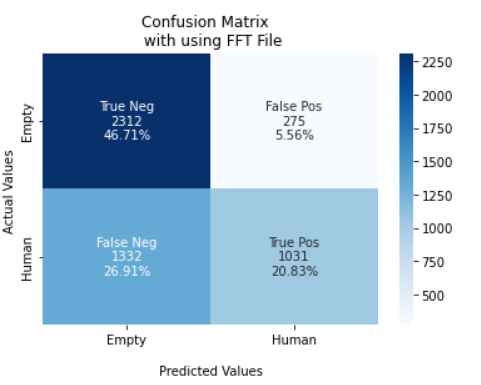 Confusion Matrix
with using FFT File
True Neg
2312
46.71%
False Pos
275
5.56%
False Neg
1332
26.91%
True Pos
1031
20.83%
Empty
Human
Actual Values
Empty
Human
Predicted Values
2250
2000
1750
1500
1250
1000
750
500